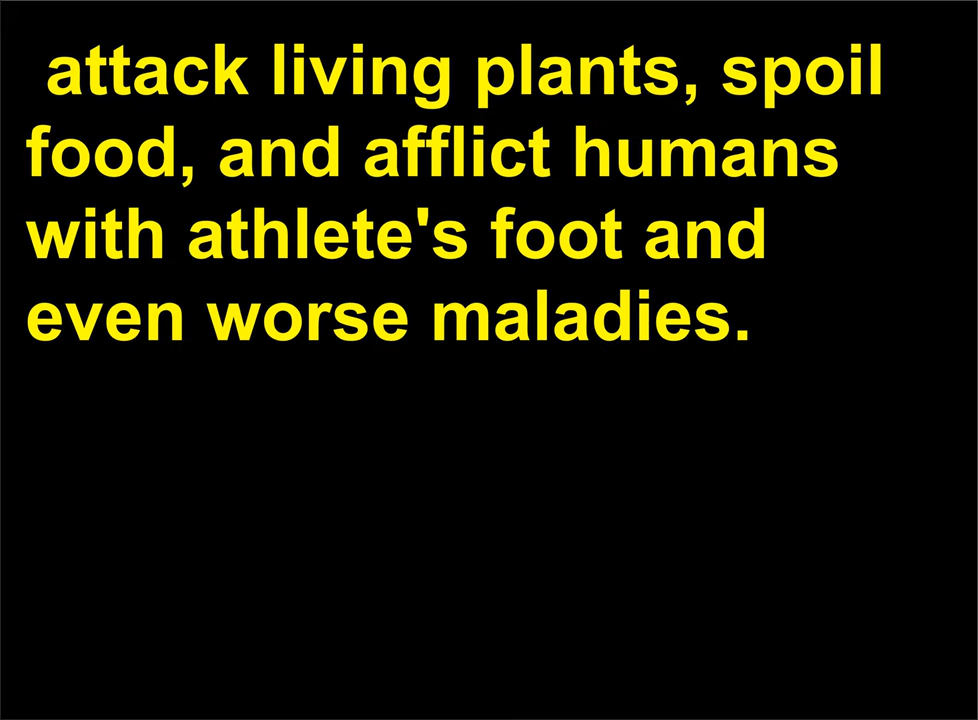 attack living plants, spoil
food, and afflict humans
with athlete's foot and
even worse maladies.